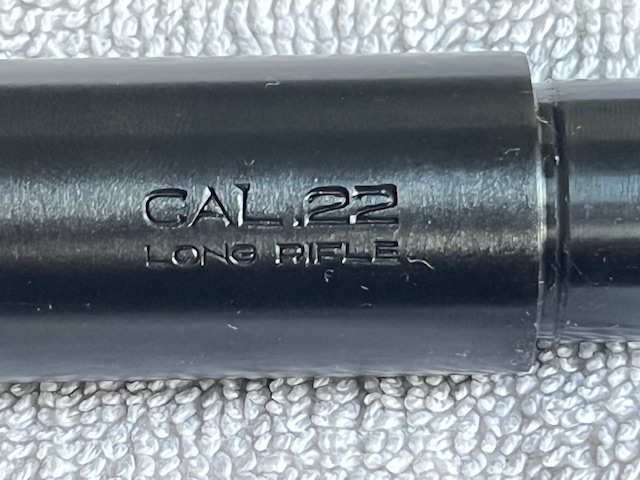 CAL .22
LONG RIFLE
F